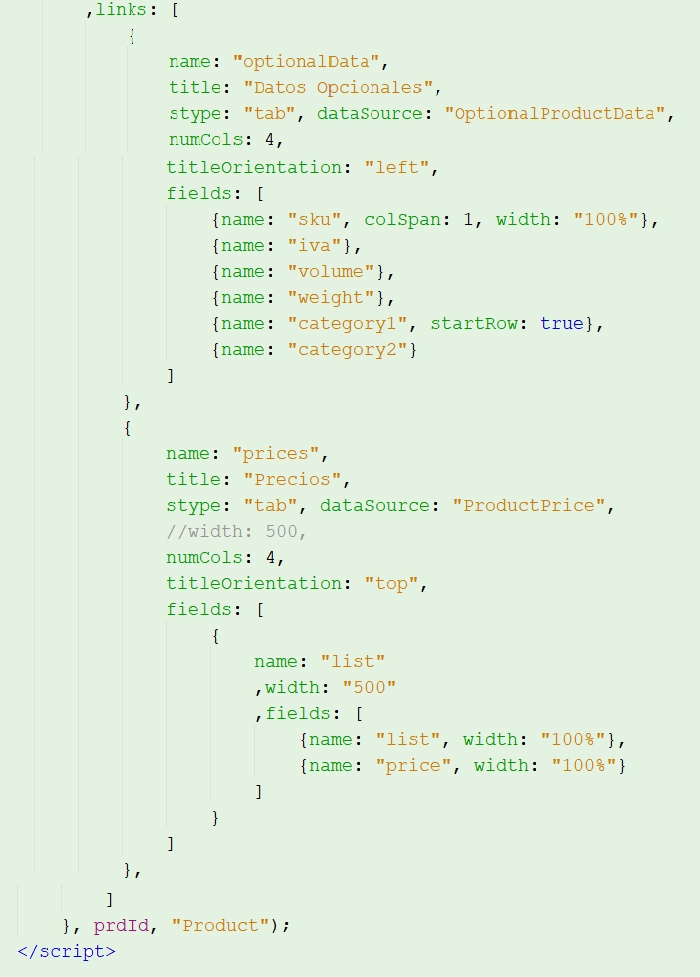 ,links: [
{
name: "optionalData",
title: "Datos Opcionales",
stype: "tab", dataSource: "OptionalProductData",
numCols: 4,
titleOrientation: "left",
fields: [
{name: "sku", colSpan: 1, width: "100%"},
{name: "iva"},
{name: "volume"},
{name: "weight"},
{name: "category1", startRow: true},
{name: "category2"}
]
},
{
name: "prices",
title: "Precios",
stype: "tab", dataSource: "ProductPrice",
//width: 500,
numCols: 4,
titleOrientation: "top",
fields: [
{
name: "list"
,width: "500"
,fields: [
{name: "list", width: "100%"},
{name: "price", width: "100%"}
]
}
]
},
]
}, prdId, "Product");
</script>